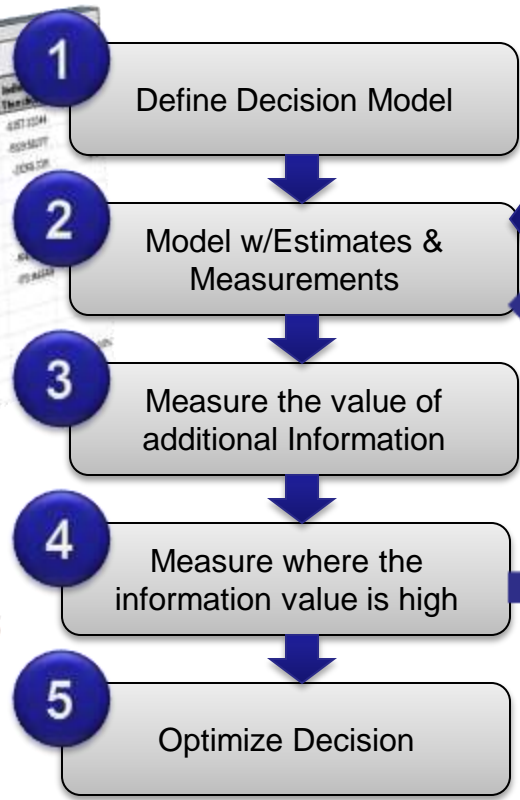 1
Define Decision Model
2
Model w/Estimates &
Measurements
3
Measure the value of
additional Information
4
Measure where the
information value is high
5
Optimize Decision